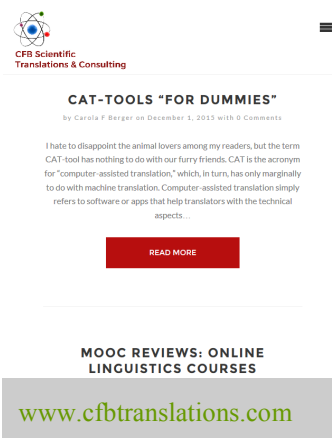 CFB Scientific
Translations & Consulting
CAT-TOOLS “FOR DUMMIES”
by Carola F Berger on December 1, 2015 with 0 Comments
I hate to disappoint the animal lovers among my readers, but the term
CAT-tool has nothing to do with our furry friends. CAT is the acronym
for “computer-assisted translation,” which, in turn, has only marginally
to do with machine translation. Computer-assisted translation simply
refers to software or apps that help translators with the technical
aspects…
READ MORE
MOOC REVIEWS: ONLINE
LINGUISTICS COURSES
www.cfbtranslations.com